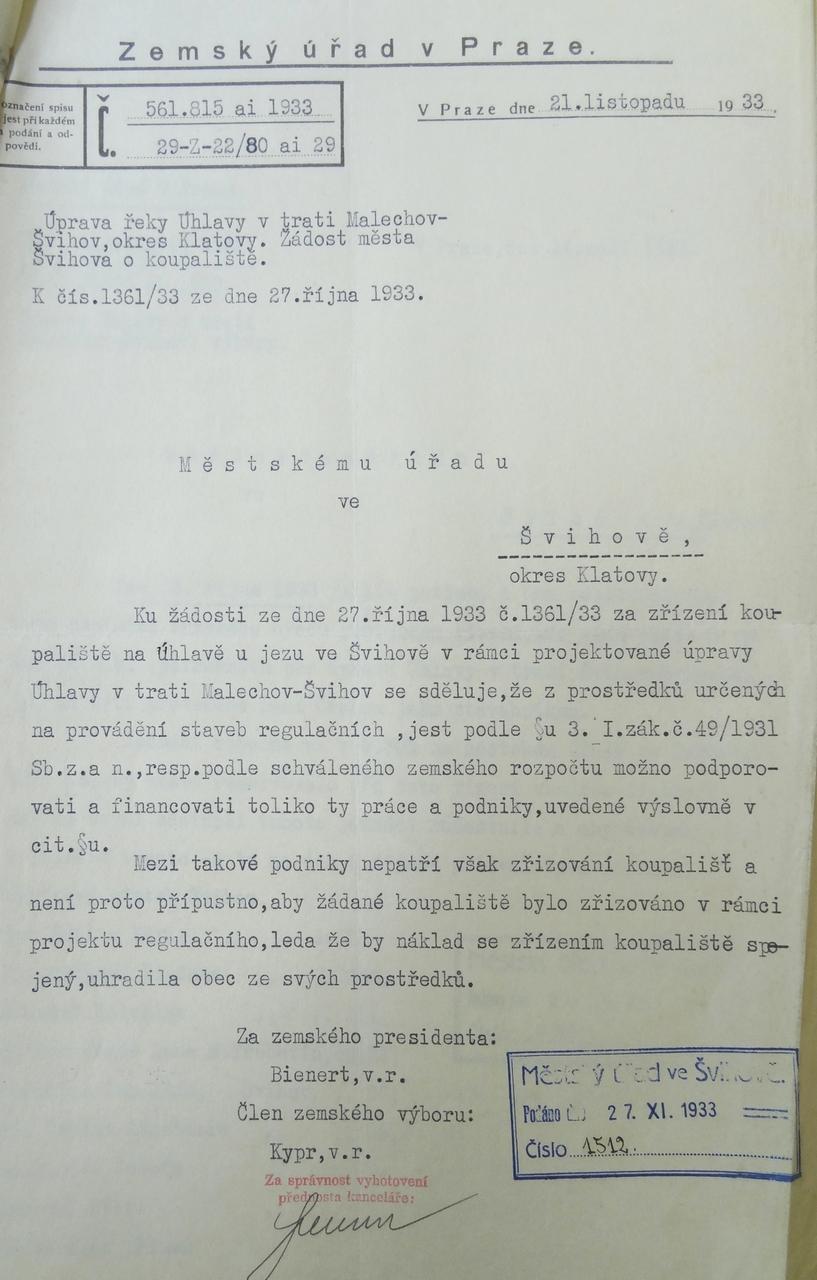 Zemský úřad v Praze.
označení spisu
jest při každém
podání a od-
povědi.
Č.
561.815 ai 1933
29-Z-22/80 ai 29
V Praze dne 21.listopadu 1933.
Úprava řeky Úhlavy v trati Malechov-
Švihov,okres Klatovy. Žádost města
Švihova o koupaliště.
K čís.1361/33 ze dne 27.října 1933.
Městskému úřadu
ve
Švihově,
okres Klatovy.
Ku žádosti ze dne 27.října 1933 č.1361/33 za zřízení kou-
paliště na Úhlavě u jezu ve Švihově v rámci projektované úpravy
Úhlavy v trati Malechov-Švihov se sděluje,že z prostředků určených
na provádění staveb regulačních ,jest podle §u 3. I.zák.č.49/1931
Sb.z.a n.,resp.podle schváleného zemského rozpočtu možno podporo-
vati a financovati toliko ty práce a podniky,uvedené výslovně v
cit.§u.
Mezi takové podniky nepatří však zřizování koupališť a
není proto přípustno,aby žádané koupaliště bylo zřizováno v rámci
projektu regulačního,leda že by náklad se zřízením koupaliště spo-
jený,uhradila obec ze svých prostředků.
Za zemského presidenta:
Bienert,v.r.
Člen zemského výboru:
Kypr,v.r.
Za správnost vyhotovení
přednosta kanceláře:
Městský úřad ve Švihově.
Podáno 27. XI. 1933
Číslo 1512.